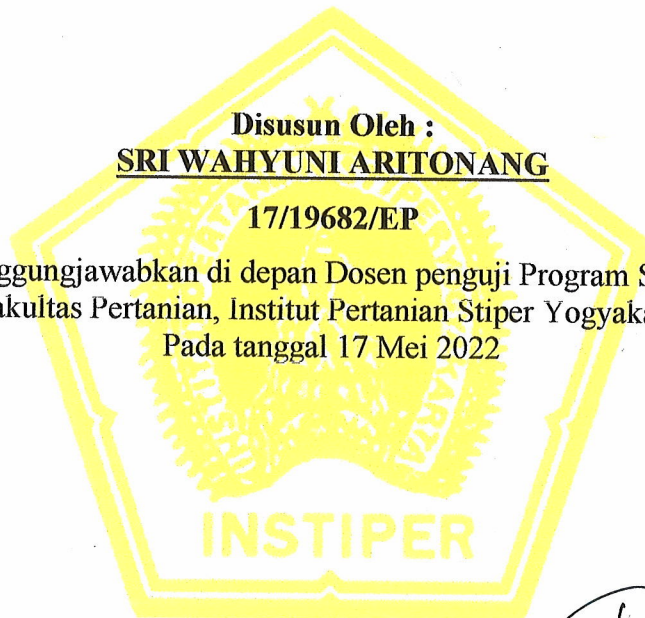 Disusun Oleh :
SRI WAHYUNI ARITONANG
17/19682/EP
ggungjawabkan di depan Dosen penguji Program S
akultas Pertanian, Institut Pertanian Stiper Yogyaka
Pada tanggal 17 Mei 2022
INSTIPER